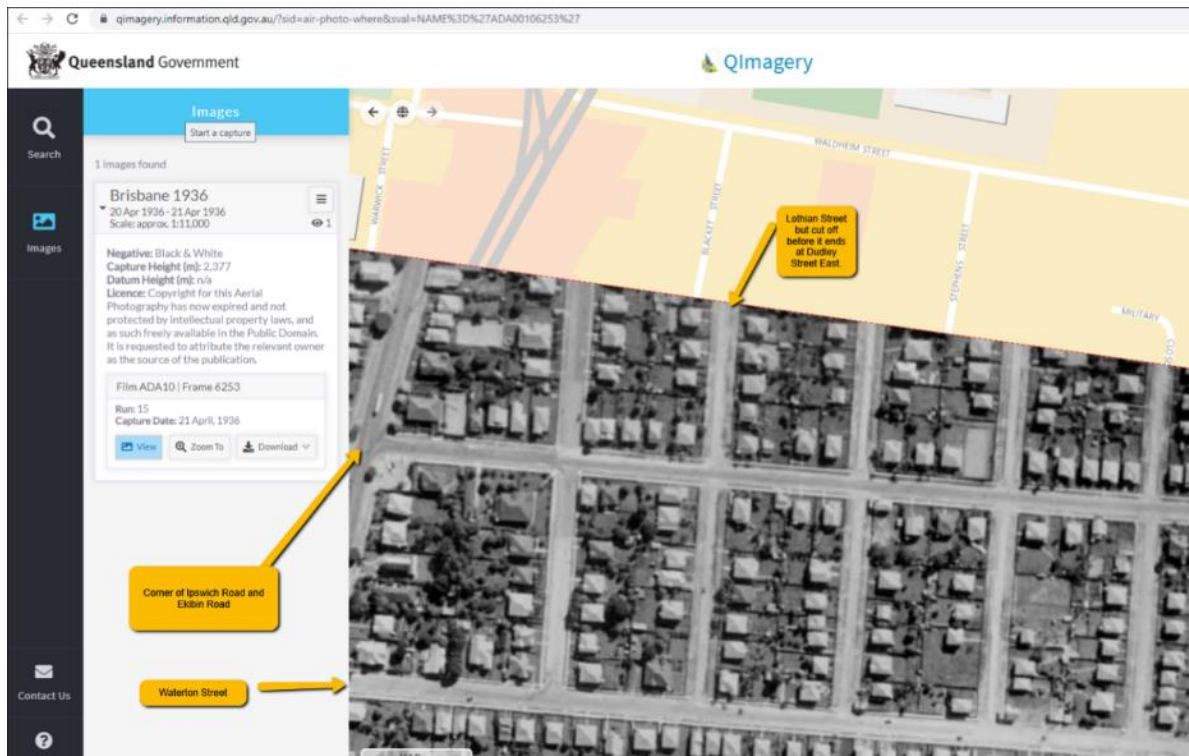 qimagery.information.qld.gov.au/?sid=air-photo-where&sval=NAME%3D%27ADA00106253%27
Queensland Government
QImagery
Search
Images
Contact Us
Images
Start a capture
1 images found
Brisbane 1936
20 Apr 1936 - 21 Apr 1936
Scale: approx. 1:11,000
1
Negative: Black & White
Capture Height (m): 2,377
Datum Height (m): n/a
Licence: Copyright for this Aerial
Photography has now expired and not
protected by intellectual property laws, and
as such freely available in the Public Domain.
It is requested to attribute the relevant owner
as the source of the publication.
Film ADA10 | Frame 6253
Run: 15
Capture Date: 21 April, 1936
View
Zoom To
Download
WALDHEIM STREET
WARWICK STREET
BLACKET STREET
STEPHENS STREET
MILITARY
CLOS
Lothian Street
but cut off
before it ends
at Dudley
Street East.
Corner of Ipswich Road and
Ekibin Road
Waterton Street